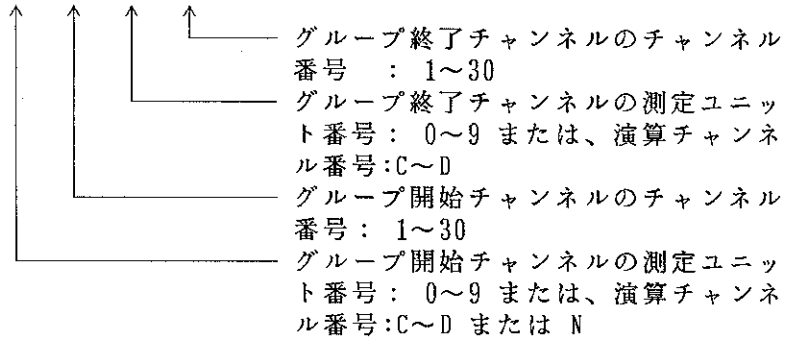 グループ終了チャンネルのチャンネル
番号 : 1～30
グループ終了チャンネルの測定ユニッ
ト番号: 0～9 または、演算チャンネ
ル番号:C～D
グループ開始チャンネルのチャンネル
番号: 1～30
グループ開始チャンネルの測定ユニッ
ト番号: 0～9 または、演算チャンネ
ル番号:C～D または N